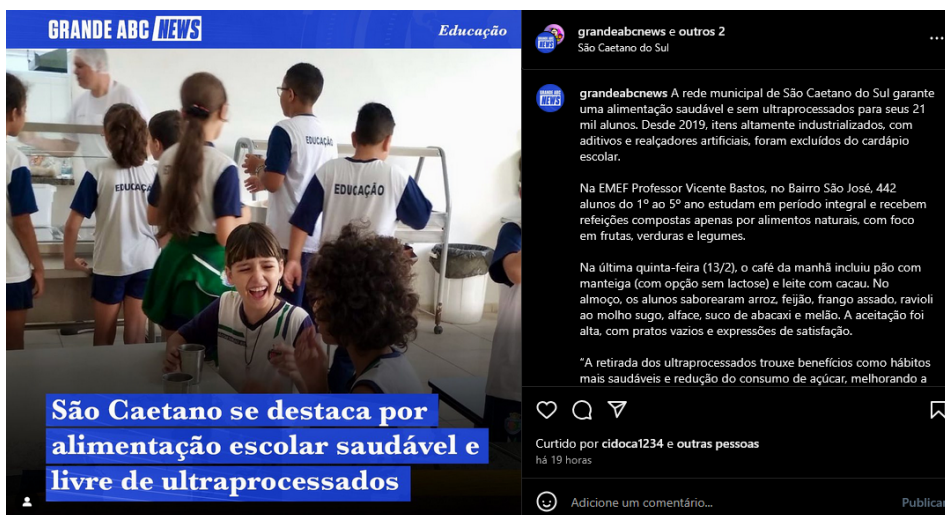 GRANDE ABC NEWS
Educação
EDUCAÇÃO
EDUCAÇÃO
São Caetano se destaca por
alimentação escolar saudável e
livre de ultraprocessados
grandeabcnews e outros 2
São Caetano do Sul
GRANDE ABC
NEWS
grandeabcnews A rede municipal de São Caetano do Sul garante
uma alimentação saudável e sem ultraprocessados para seus 21
mil alunos. Desde 2019, itens altamente industrializados, com
aditivos e realçadores artificiais, foram excluídos do cardápio
escolar.
Na EMEF Professor Vicente Bastos, no Bairro São José, 442
alunos do 1º ao 5º ano estudam em período integral e recebem
refeições compostas apenas por alimentos naturais, com foco
em frutas, verduras e legumes.
Na última quinta-feira (13/2), o café da manhã incluiu pão com
manteiga (com opção sem lactose) e leite com cacau. No
almoço, os alunos saborearam arroz, feijão, frango assado, ravioli
ao molho sugo, alface, suco de abacaxi e melão. A aceitação foi
alta, com pratos vazios e expressões de satisfação.
“A retirada dos ultraprocessados trouxe benefícios como hábitos
mais saudáveis e redução do consumo de açúcar, melhorando a
Curtido por cidoca1234 e outras pessoas
há 19 horas
Adicione um comentário...
Publicar